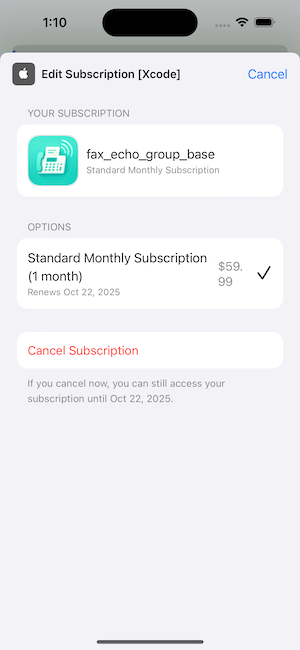 1:10
Edit Subscription [Xcode]
Cancel
YOUR SUBSCRIPTION
fax_echo_group_base
Standard Monthly Subscription
OPTIONS
Standard Monthly Subscription
(1 month)
$59.
99
Renews Oct 22, 2025
Cancel Subscription
If you cancel now, you can still access your
subscription until Oct 22, 2025.